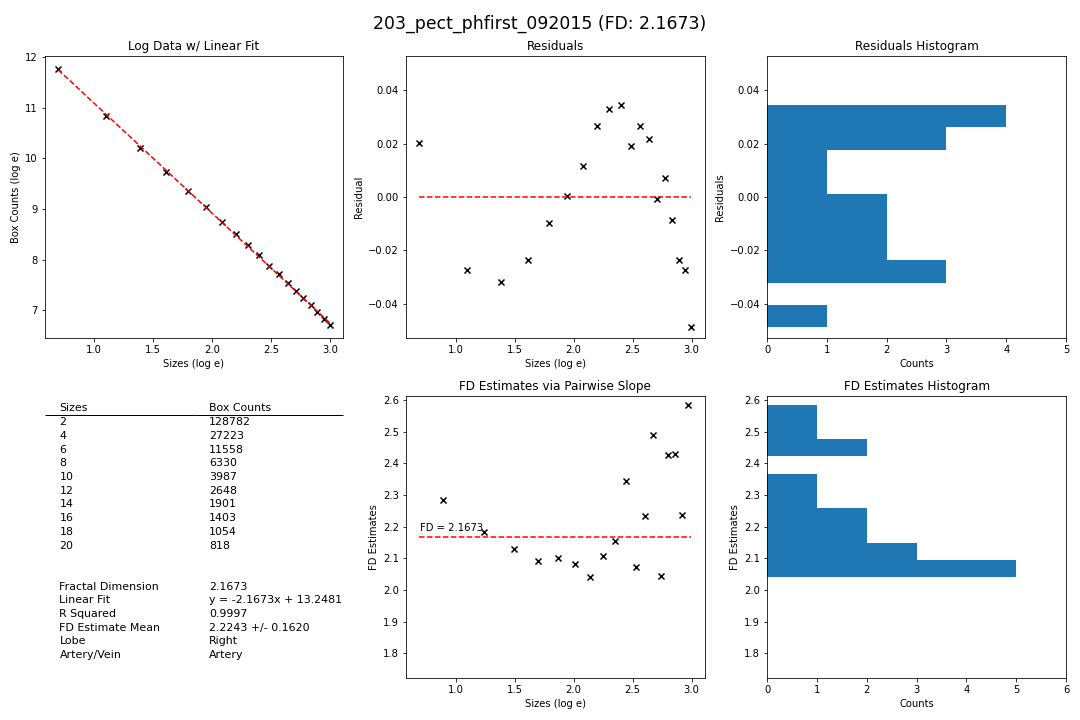 203_pect_phfirst_092015 (FD: 2.1673)
Log Data w/ Linear Fit
Box Counts (log e)
12
11
10
9
8
7
1.0 1.5 2.0 2.5 3.0
Sizes (log e)
Residuals
Residual
0.04
0.02
0.00
−0.02
−0.04
1.0 1.5 2.0 2.5 3.0
Sizes (log e)
Residuals Histogram
Residuals
0.04
0.02
0.00
−0.02
−0.04
0 1 2 3 4 5
Counts
Sizes Box Counts
2 128782
4 27223
6 11558
8 6330
10 3987
12 2648
14 1901
16 1403
18 1054
20 818
Fractal Dimension 2.1673
Linear Fit y = -2.1673x + 13.2481
R Squared 0.9997
FD Estimate Mean 2.2243 +/- 0.1620
Lobe Right
Artery/Vein Artery
FD Estimates via Pairwise Slope
FD Estimates
2.6
2.5
2.4
2.3
2.2
2.1
2.0
1.9
1.8
FD = 2.1673
1.0 1.5 2.0 2.5 3.0
Sizes (log e)
FD Estimates Histogram
FD Estimates
2.6
2.5
2.4
2.3
2.2
2.1
2.0
1.9
1.8
0 1 2 3 4 5 6
Counts